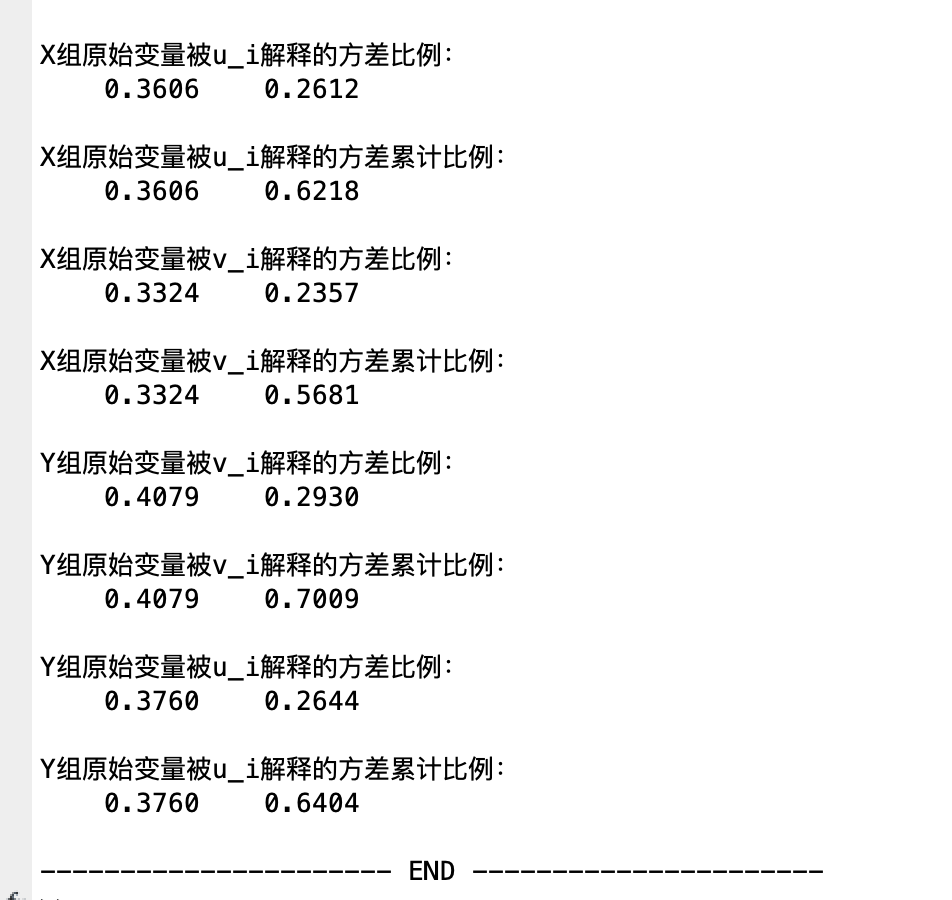 X组原始变量被u_i解释的方差比例:
0.3606 0.2612
X组原始变量被u_i解释的方差累计比例:
0.3606 0.6218
X组原始变量被v_i解释的方差比例:
0.3324 0.2357
X组原始变量被v_i解释的方差累计比例:
0.3324 0.5681
Y组原始变量被v_i解释的方差比例:
0.4079 0.2930
Y组原始变量被v_i解释的方差累计比例:
0.4079 0.7009
Y组原始变量被u_i解释的方差比例:
0.3760 0.2644
Y组原始变量被u_i解释的方差累计比例:
0.3760 0.6404
---------------------- END ----------------------